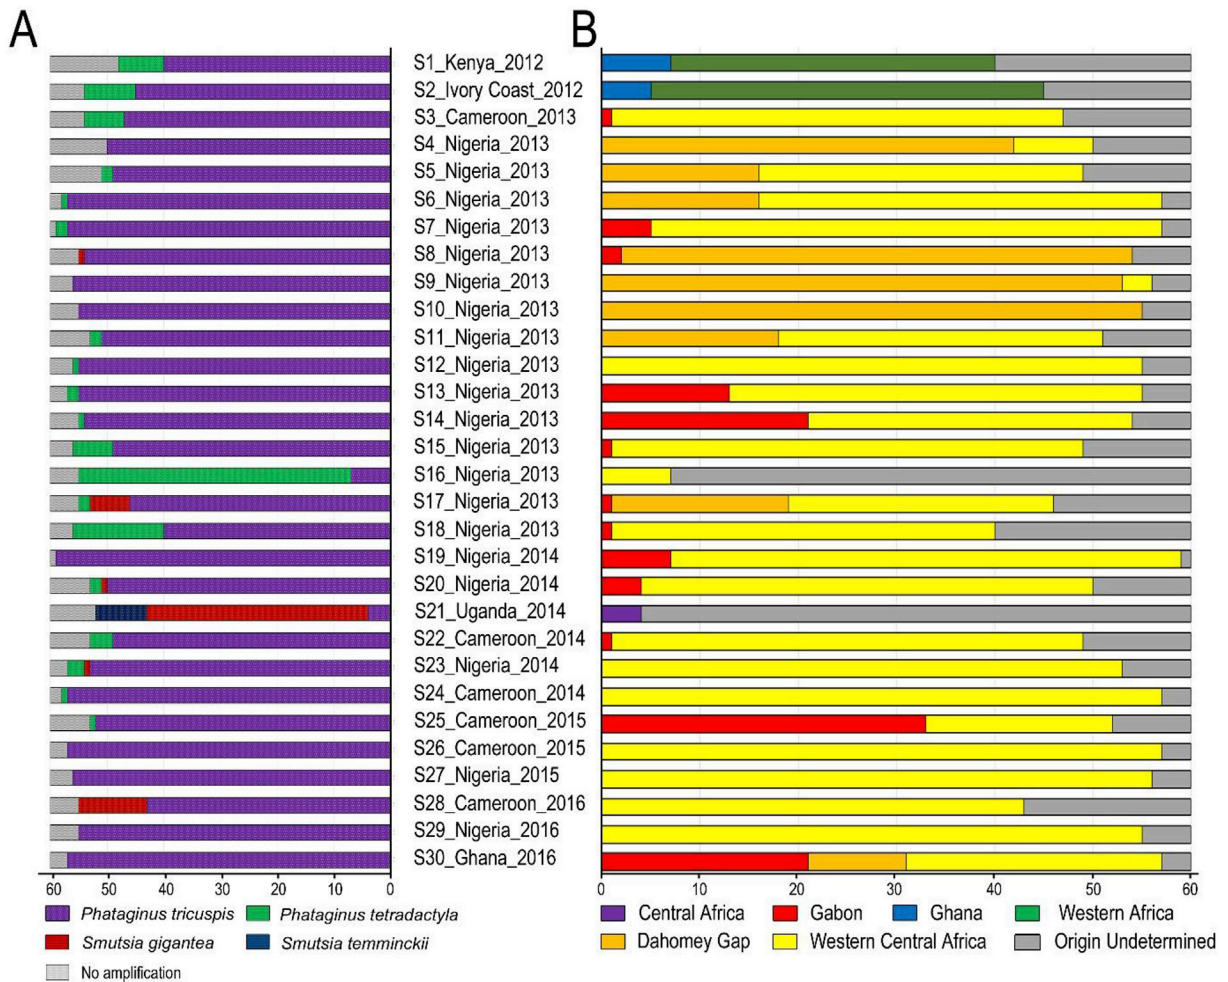 A B
S1_Kenya_2012
S2_Ivory Coast_2012
S3_Cameroon_2013
S4_Nigeria_2013
S5_Nigeria_2013
S6_Nigeria_2013
S7_Nigeria_2013
S8_Nigeria_2013
S9_Nigeria_2013
S10_Nigeria_2013
S11_Nigeria_2013
S12_Nigeria_2013
S13_Nigeria_2013
S14_Nigeria_2013
S15_Nigeria_2013
S16_Nigeria_2013
S17_Nigeria_2013
S18_Nigeria_2013
S19_Nigeria_2014
S20_Nigeria_2014
S21_Uganda_2014
S22_Cameroon_2014
S23_Nigeria_2014
S24_Cameroon_2014
S25_Cameroon_2015
S26_Cameroon_2015
S27_Nigeria_2015
S28_Cameroon_2016
S29_Nigeria_2016
S30_Ghana_2016
60 50 40 30 20 10 0
Phataginus tricuspis Phataginus tetradactyla
Smutsia gigantea Smutsia temminckii
No amplification
0 10 20 30 40 50 60
Central Africa Gabon Ghana Western Africa
Dahomey Gap Western Central Africa Origin Undetermined